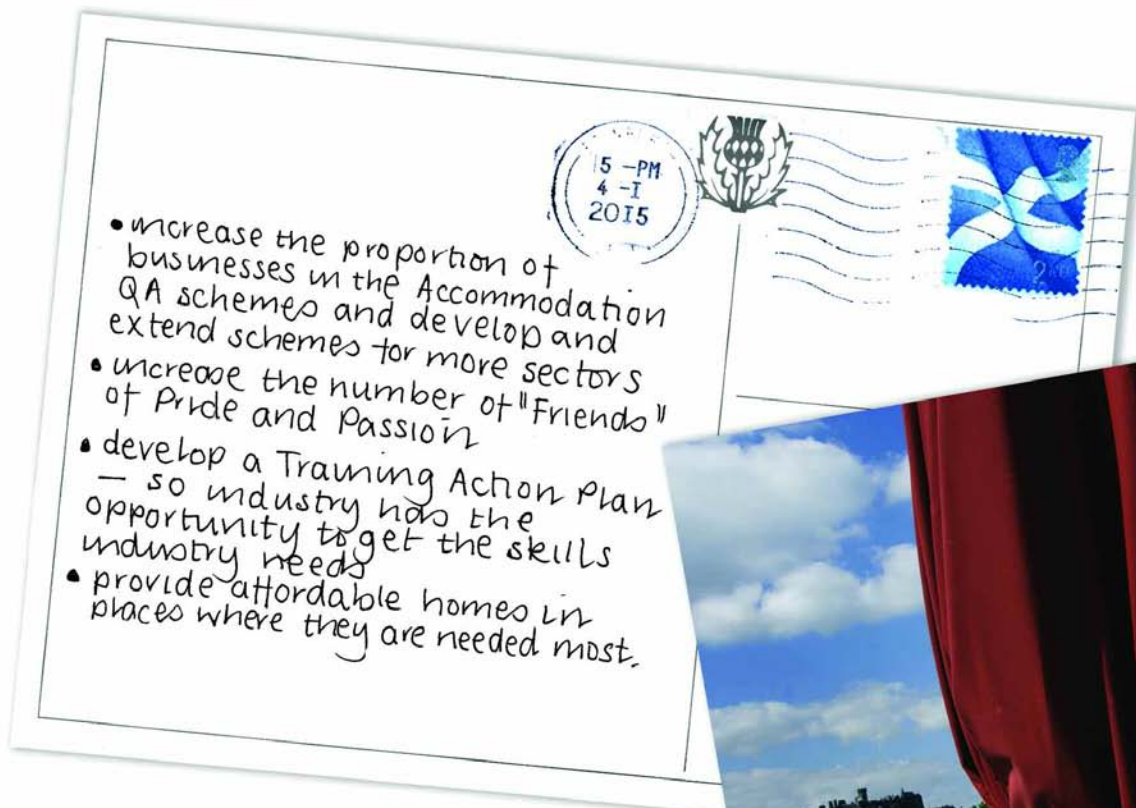 15 -PM
4 -I
2015
• increase the proportion of
businesses in the Accommodation
QA schemes and develop and
extend schemes for more sectors
• increase the number of "Friends"
of Pride and Passion
• develop a Training Action Plan
— so industry has the
opportunity to get the skills
industry needs
• provide affordable homes in
places where they are needed most.